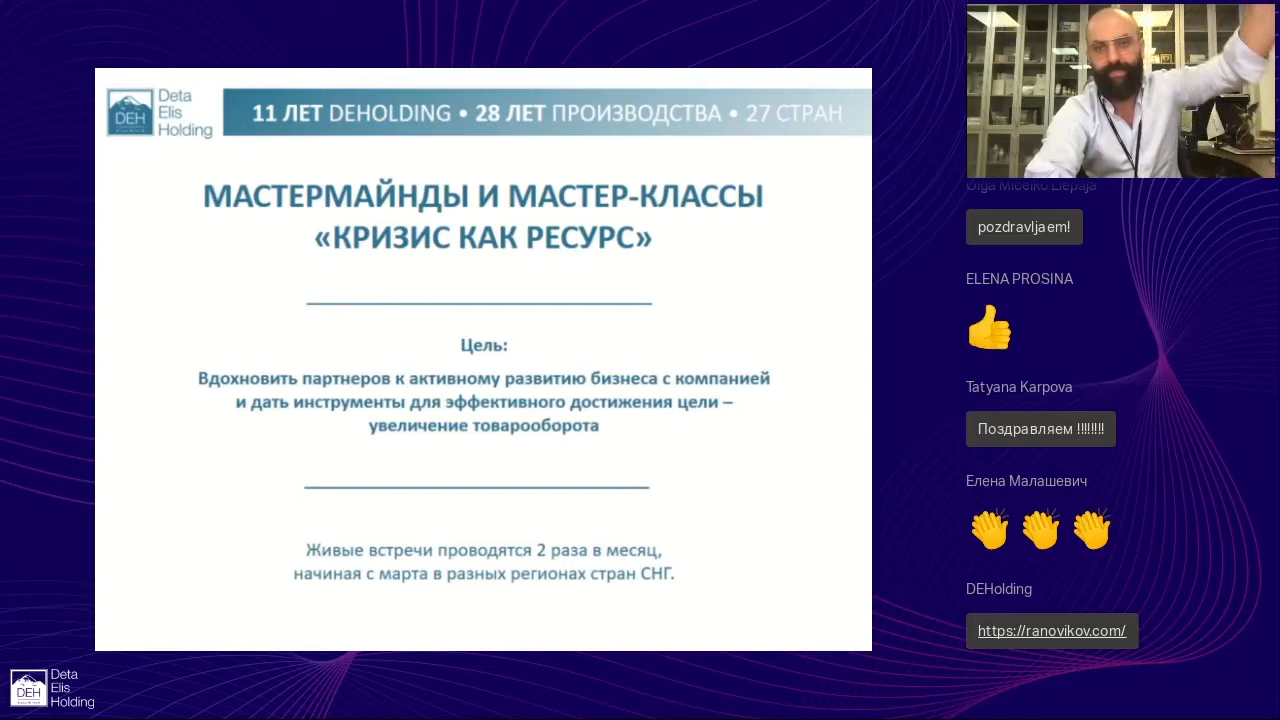 Deta
Elis
Holding
DEH
11 ЛЕТ DEHOLDING • 28 ЛЕТ ПРОИЗВОДСТВА • 27 СТРАН
МАСТЕРМАЙНДЫ И МАСТЕР-КЛАССЫ
«КРИЗИС КАК РЕСУРС»
Цель:
Вдохновить партнеров к активному развитию бизнеса с компанией
и дать инструменты для эффективного достижения цели –
увеличение товарооборота
Живые встречи проводятся 2 раза в месяц,
начиная с марта в разных регионах стран СНГ.
Olga Miceiko Liepaja
pozdravljaem!
ELENA PROSINA
Tatyana Karpova
Поздравляем !!!!!!!!
Елена Малашевич
DEHolding
https://ranovikov.com/
DEH
Deta
Elis
Holding